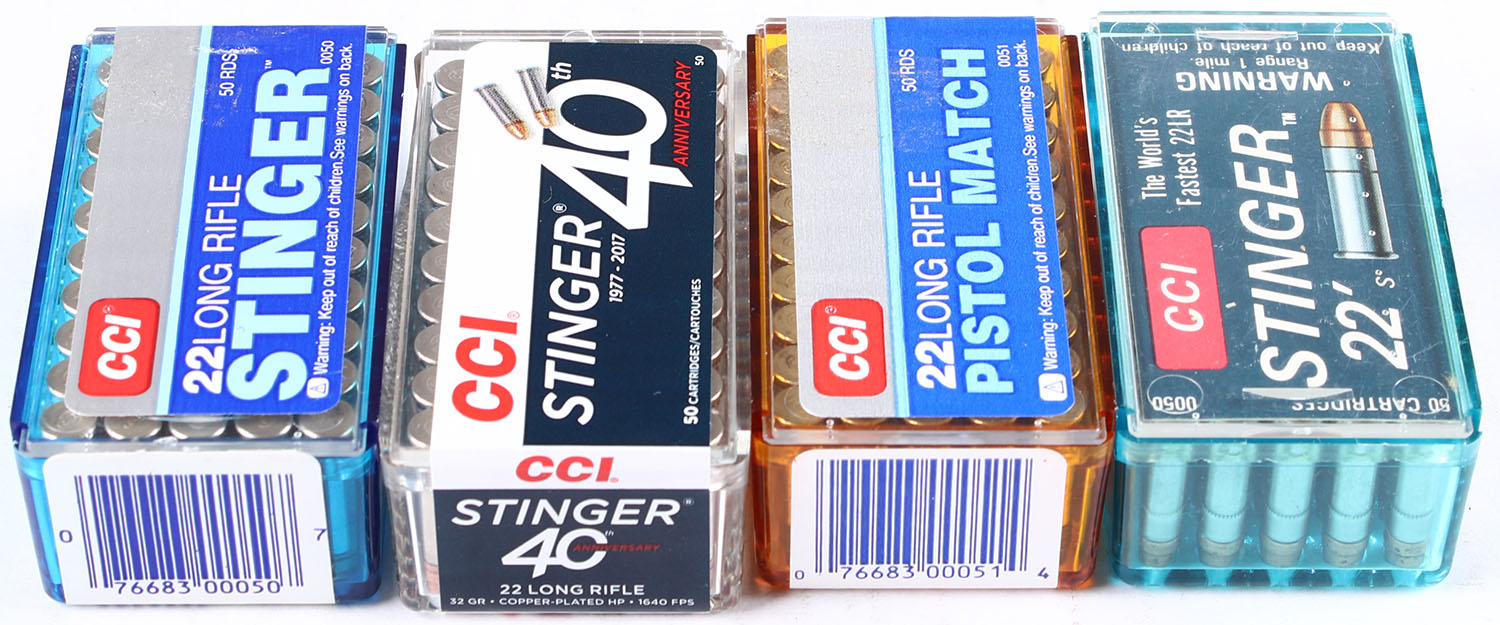 CCI
50 RDS
22 LONG RIFLE
STINGER™
0050
⚠ Warning: Keep out of reach of children. See warnings on back.
0 76683 00050 7
CCI®
STINGER®
40th
ANNIVERSARY
1977 - 2017
50
50 CARTRIDGES/CARTOUCHES
CCI®
STINGER®
40th
ANNIVERSARY
22 LONG RIFLE
32 GR • COPPER-PLATED HP • 1640 FPS
CCI®
50 RDS
22 LONG RIFLE
PISTOL MATCH
0051
⚠ Warning: Keep out of reach of children. See warnings on back.
0 76683 00051 4
WARNING
Range 1 mile.
Keep out of reach of children
CCI
The World's
Fastest 22 LR
STINGER™
22's
0050
50 CARTRIDGES